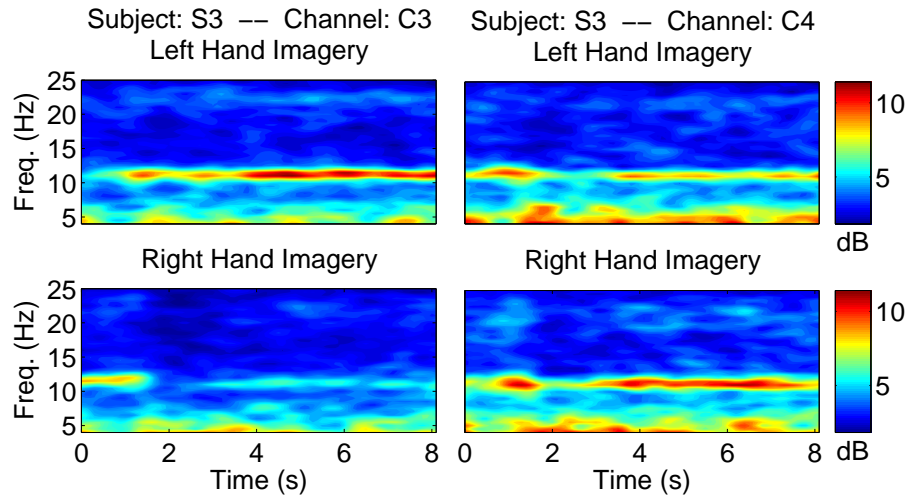 Subject: S3 −− Channel: C3
Left Hand Imagery
Subject: S3 −− Channel: C4
Left Hand Imagery
Freq. (Hz)
25
20
15
10
5
10
5
dB
Right Hand Imagery
Right Hand Imagery
Freq. (Hz)
25
20
15
10
5
0 2 4 6 8
Time (s)
0 2 4 6 8
Time (s)
10
5
dB